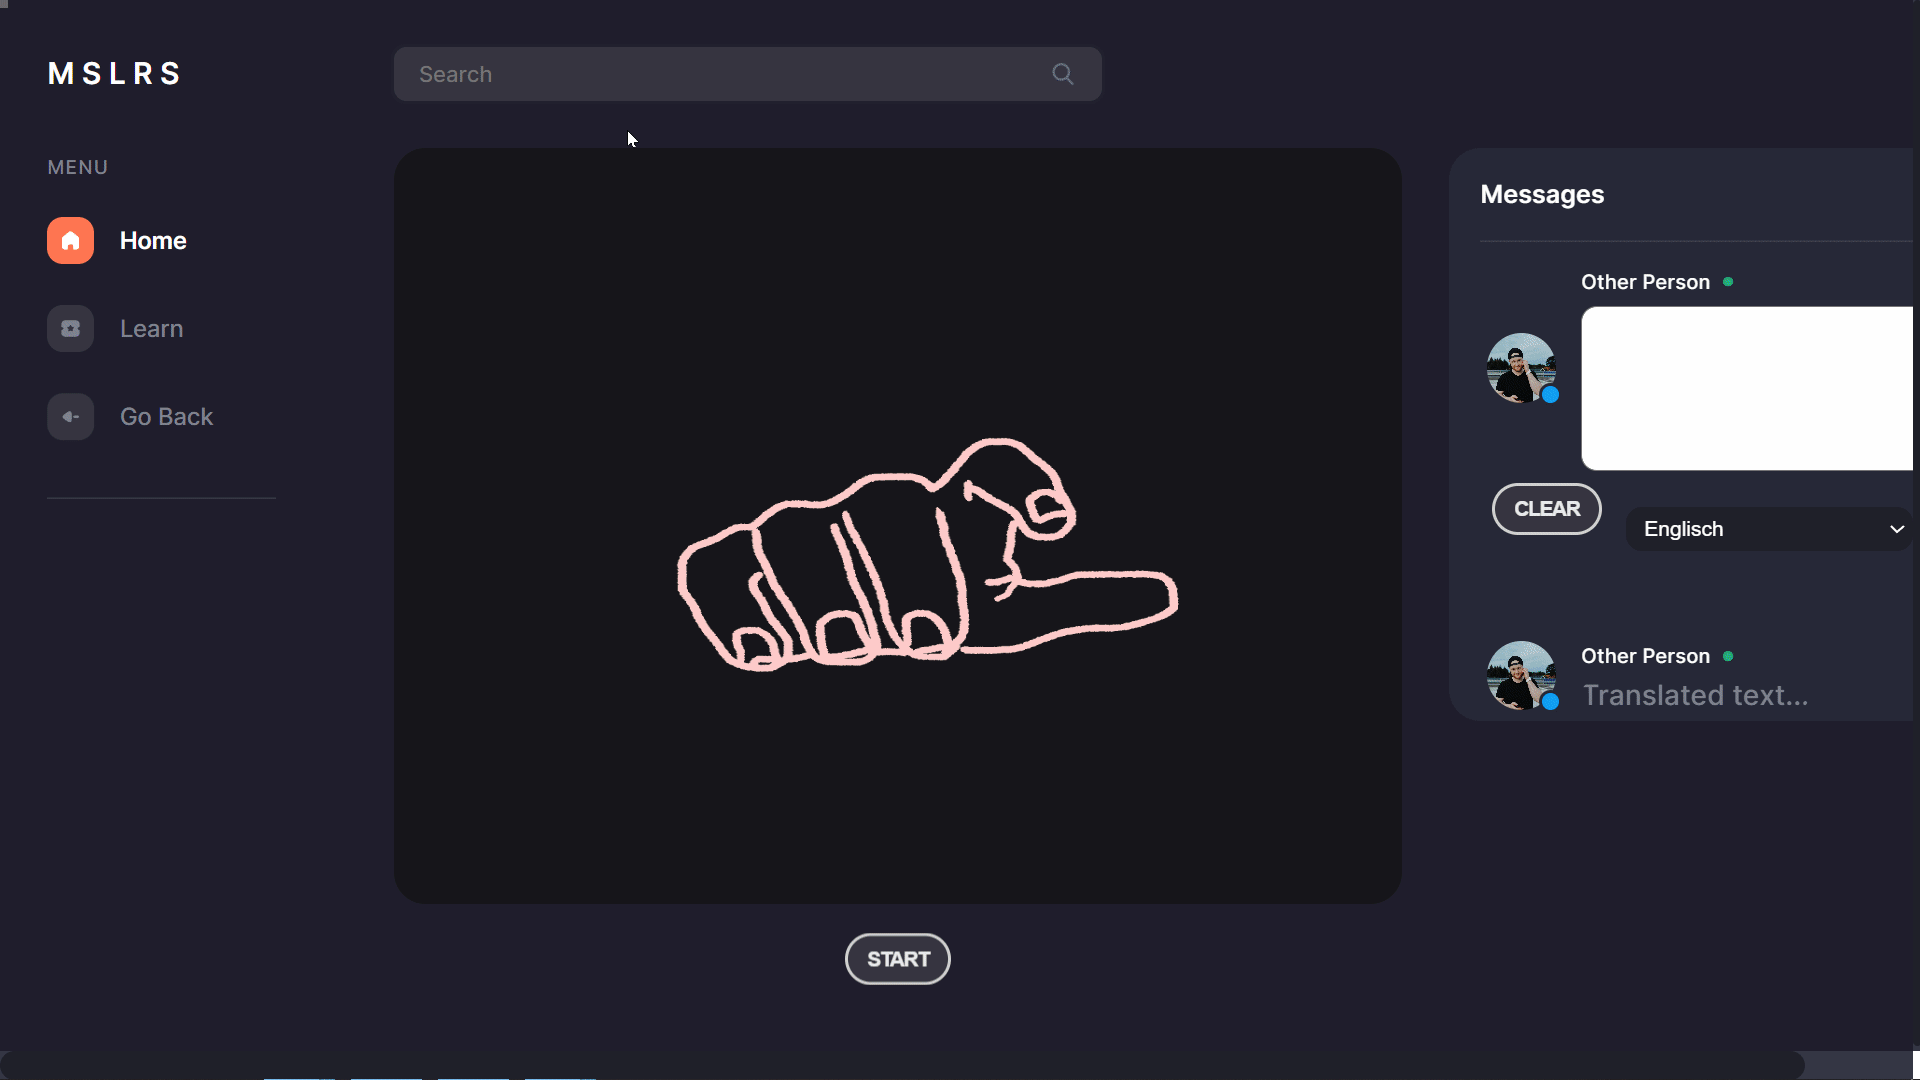 MSLRS
Search
MENU
Home
Learn
Go Back
START
Messages
Other Person
CLEAR
Englisch
Other Person
Translated text...